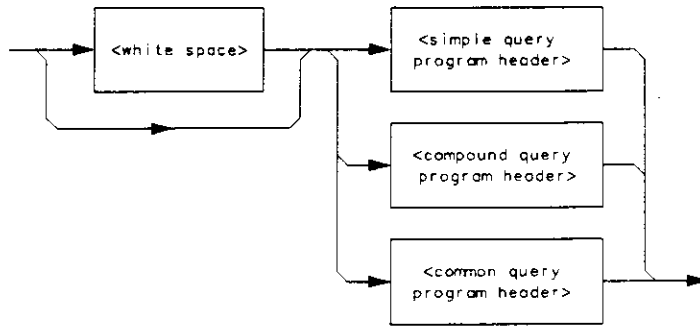 <white space>
<simple query
program header>
<compound query
program header>
<common query
program header>